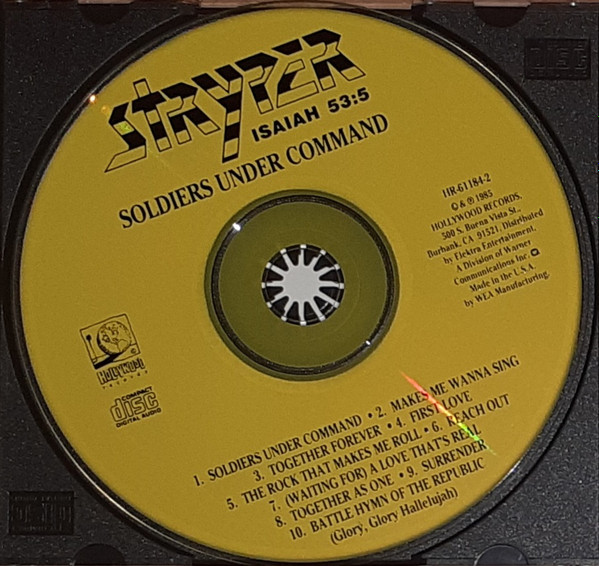 STRYPER
ISAIAH 53:5
SOLDIERS UNDER COMMAND
HR-61184-2
© & ℗ 1985
HOLLYWOOD RECORDS,
500 S. Buena Vista St.,
Burbank, CA 91521, Distributed
by Elektra Entertainment,
A Division of Warner
Communications Inc.
Made in the U.S.A.
by WEA Manufacturing.
HOLLYWOOD
RECORDS
COMPACT
disc
DIGITAL AUDIO
1. SOLDIERS UNDER COMMAND • 2. MAKES ME WANNA SING
3. TOGETHER FOREVER • 4. FIRST LOVE
5. THE ROCK THAT MAKES ME ROLL • 6. REACH OUT
7. (WAITING FOR) A LOVE THAT'S REAL
8. TOGETHER AS ONE • 9. SURRENDER
10. BATTLE HYMN OF THE REPUBLIC
(Glory, Glory Hallelujah)
disc